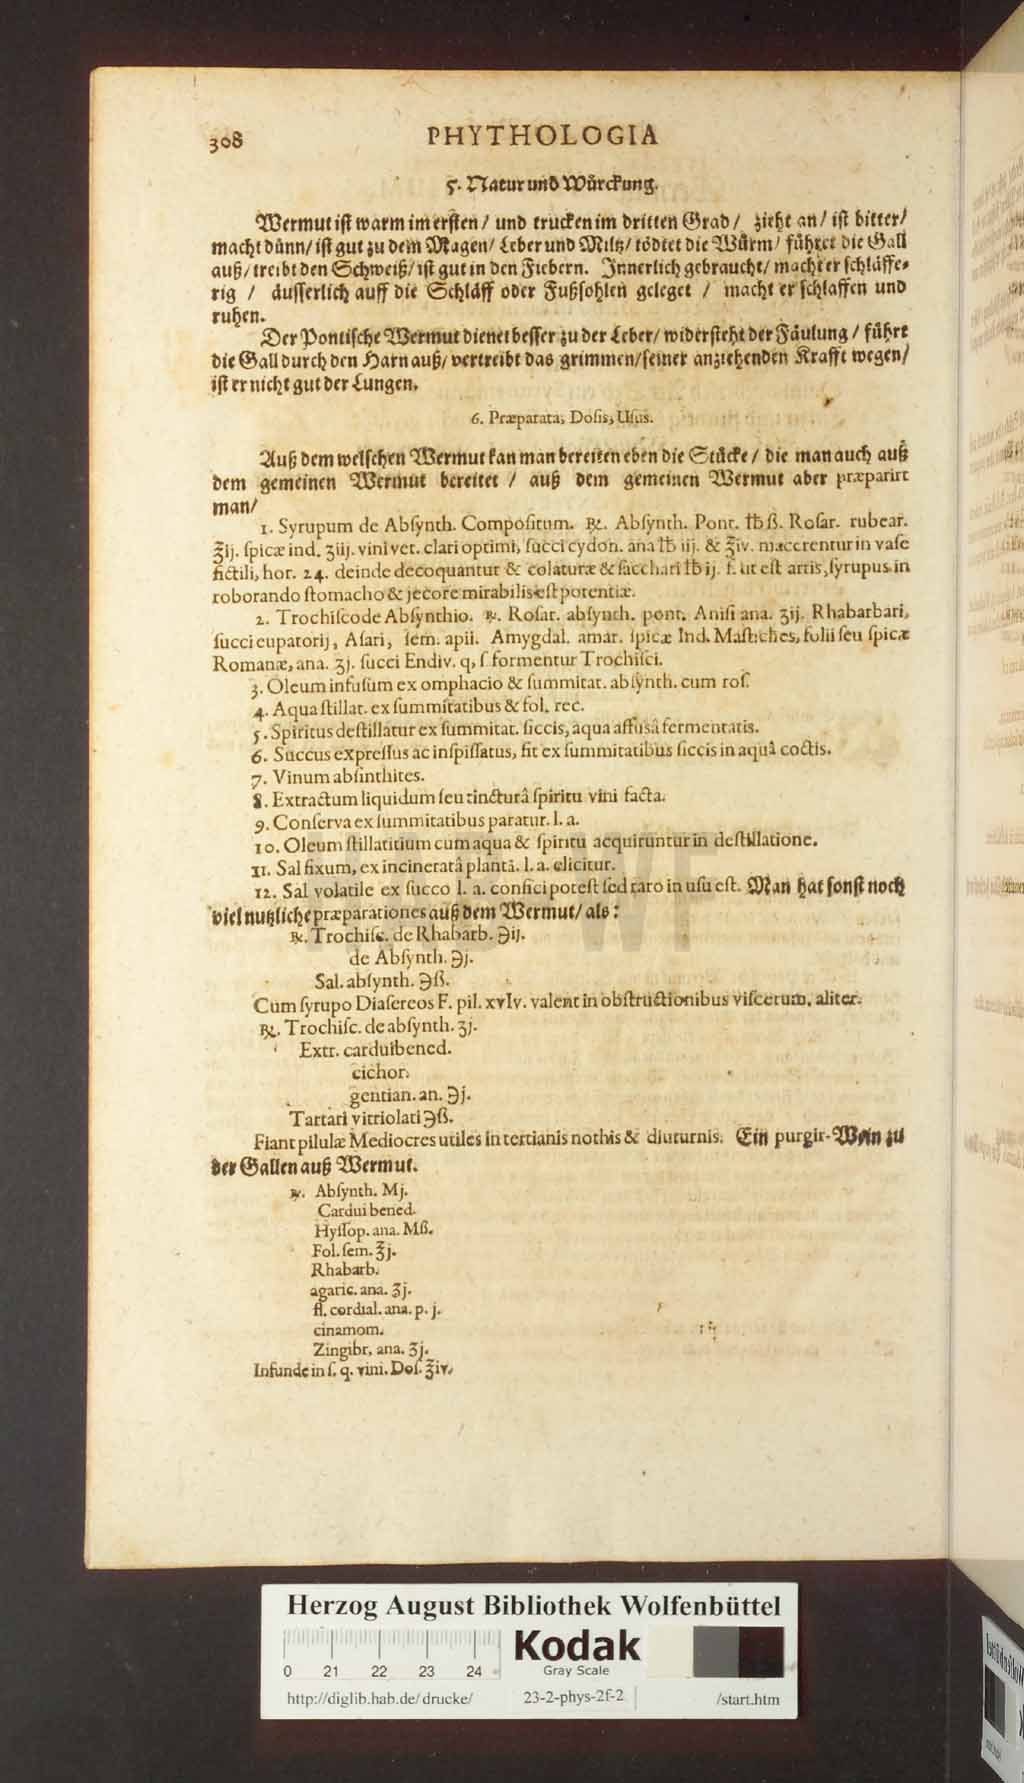 308 PHYTHOLOGIA
5. Natur und Wůrckung.
Wermut ist warm im ersten / und trucken im dritten Grad / zieht an / ist bitter /
macht dünn / ist gut zu dem Magen / Leber und Miltz / tödtet die Würm / führet die Gall
auß / treibt den Schweiß / ist gut in den Fiebern. Innerlich gebraucht / macht er schläffe-
rig / äusserlich auff die Schläff oder Fußsohlen geleget / macht er schlaffen und
ruhen.
Der Pontische Wermut dienet besser zu der Leber / widersteht der Fäulung / führt
die Gall durch den Harn auß / vertreibt das grimmen / seiner anziehenden Krafft wegen /
ist er nicht gut der Lungen.
6. Præparata, Dosis, Usus.
Auß dem welschen Wermut kan man bereiten eben die Stücke / die man auch auß
dem gemeinen Wermut bereitet / auß dem gemeinen Wermut aber præparirt
man /
1. Syrupum de Absynth. Compositum. ℞. Absynth. Pont. ℔ß. Rosar. rubear.
℥ij. spicæ ind. ʒiij. vini vet. clari optimi, succi cydon. ana ℔ iij. & ℥iv. macerentur in vase
fictili, hor. 24. deinde decoquantur & colaturæ & sacchari ℔ ij. f. ut est artis, syrupus in
roborando stomacho & jecore mirabilis est potentiæ.
2. Trochisco de Absynthio. ℞. Rosar. absynth. pont. Anisi ana. ʒij. Rhabarbari,
succi eupatorij, Asari, sem. apii. Amygdal. amar. spicæ Ind. Mastiches, folii seu spicæ
Romanæ, ana. ʒj. succi Endiv. q, s formentur Trochisci.
3. Oleum infusum ex omphacio & summitat. absynth. cum ros.
4. Aqua stillat. ex summitatibus & fol. rec.
5. Spiritus destillatur ex summitat. siccis, aqua affusâ fermentatis.
6. Succus expressus ac inspissatus, fit ex summitatibus siccis in aquâ coctis.
7. Vinum absinthites.
8. Extractum liquidum seu tincturâ spiritu vini facta.
9. Conserva ex summitatibus paratur. l. a.
10. Oleum stillatitium cum aqua & spiritu acquiruntur in destillatione.
11. Sal fixum, ex incineratâ plantâ. l. a. elicitur.
12. Sal volatile ex succo l. a. confici potest sed raro in usu est. Man hat sonst noch
viel nutzliche præparationes auß dem Wermut / als:
℞. Trochisc. de Rhabarb. ℈ij.
de Absynth. ℈j.
Sal. absynth. ℈ß.
Cum syrupo Diasereos F. pil. xvIv. valent in obstructionibus viscerum, aliter.
℞. Trochisc. de absynth. ʒj.
Extr. cardui bened.
cichor.
gentian. an. ℈j.
Tartari vitriolati ℈ß.
Fiant pilulæ Mediocres utiles in tertianis nothis & diuturnis. Ein purgir-Wein zu
der Gallen auß Wermut.
℞. Absynth. Mj.
Cardui bened.
Hyssop. ana. Mß.
Fol. sem. ℥j.
Rhabarb.
agaric. ana. ʒj.
fl. cordial. ana. p. j.
cinamom.
Zingibr. ana. ʒj.
Infunde in s. q. vini. Dos. ℥iv.
HAB WF
Herzog August Bibliothek Wolfenbüttel
Kodak
Gray Scale
0 21 22 23 24
http://diglib.hab.de/drucke/ 23-2-phys-2f-2 /start.htm